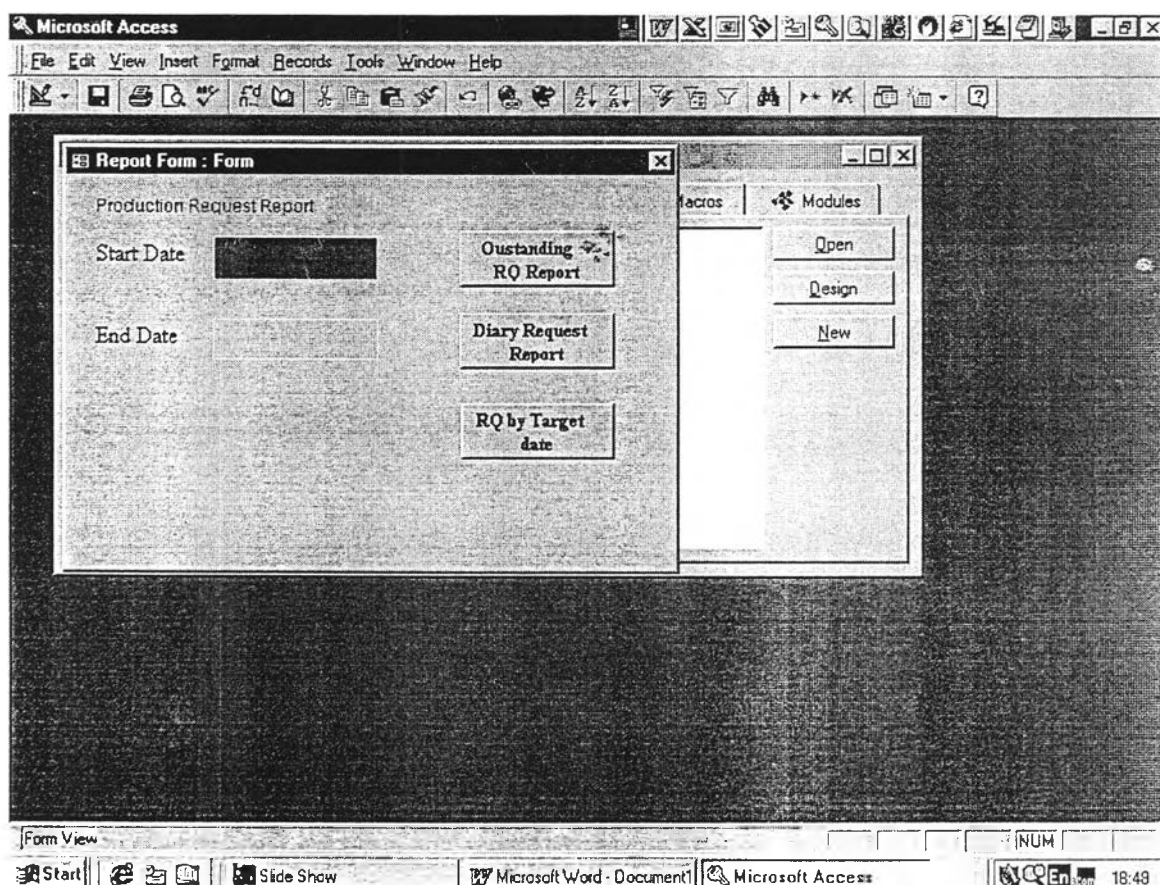 Microsoft Access
File Edit View Insert Format Records Tools Window Help
Report Form : Form
Production Request Report
acros
Modules
Start Date
Oustanding
RQ Report
Open
Design
End Date
Diary Request
Report
New
RQ by Target
date
Form View
NUM
Start
Slide Show
Microsoft Word - Document1
Microsoft Access
En
18:49